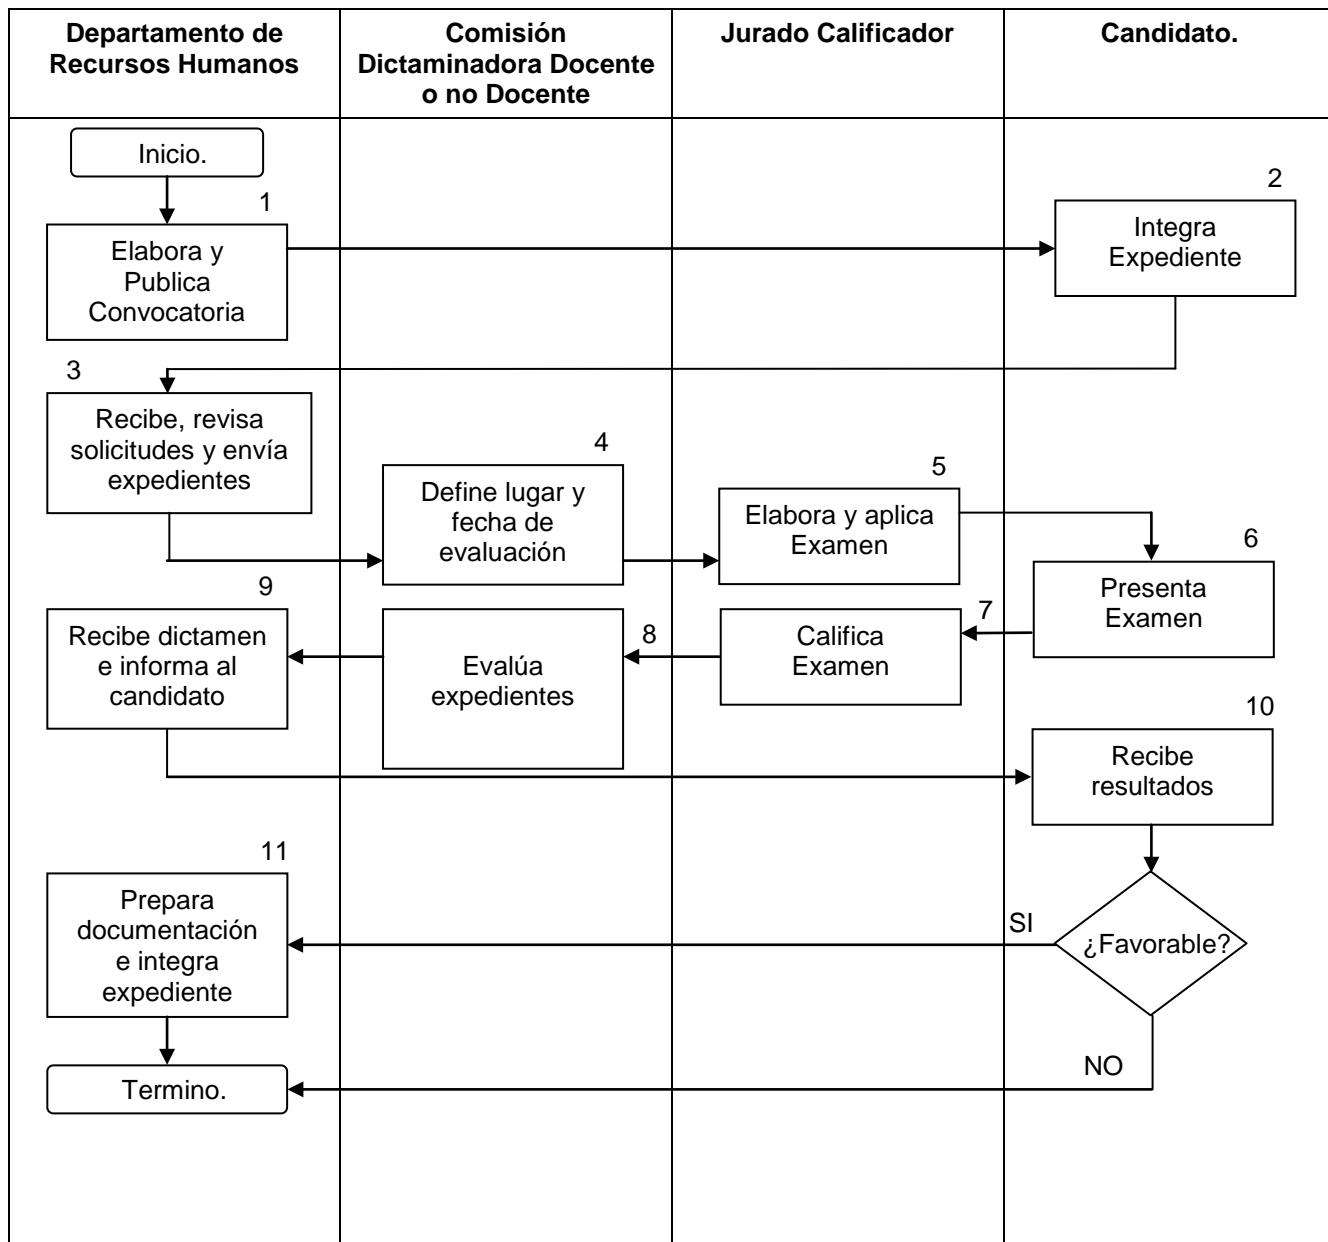 Departamento de
Recursos Humanos
Comisión
Dictaminadora Docente
o no Docente
Jurado Calificador
Candidato.
Inicio.
1
Elabora y
Publica
Convocatoria
2
Integra
Expediente
3
Recibe, revisa
solicitudes y envía
expedientes
4
Define lugar y
fecha de
evaluación
5
Elabora y aplica
Examen
6
Presenta
Examen
7
Califica
Examen
8
Evalúa
expedientes
9
Recibe dictamen
e informa al
candidato
10
Recibe
resultados
¿Favorable?
SI
NO
11
Prepara
documentación
e integra
expediente
Termino.